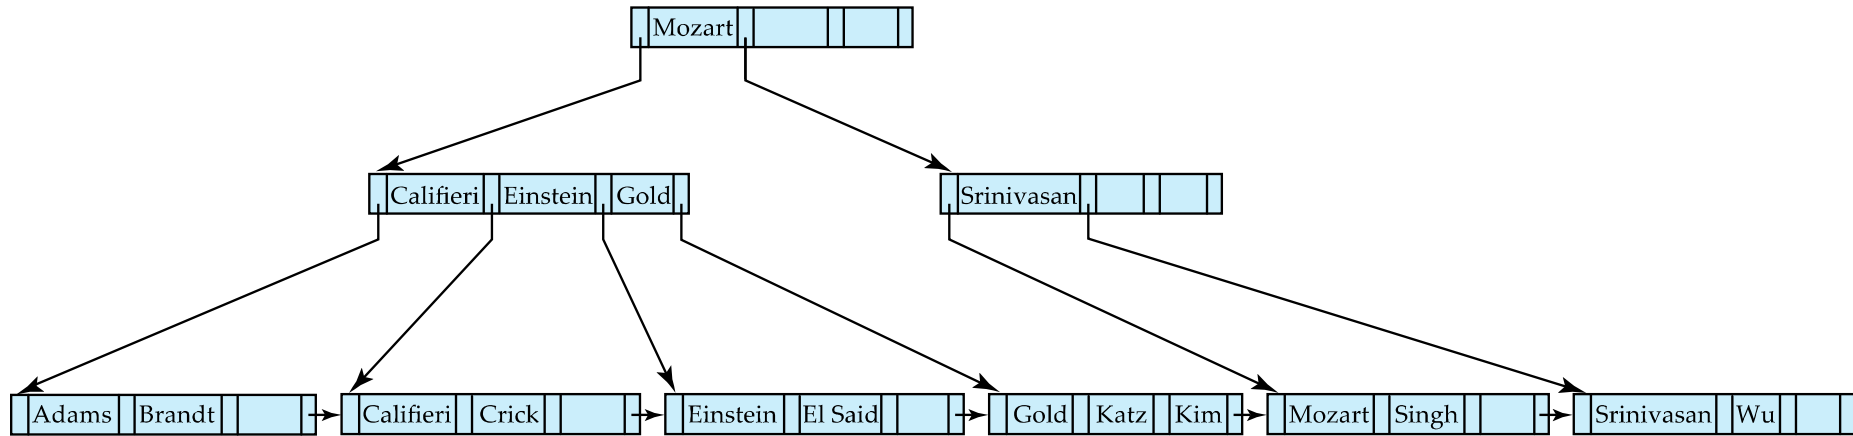 Mozart
Califieri Einstein Gold Srinivasan
Adams Brandt Califieri Crick Einstein El Said Gold Katz Kim Mozart Singh Srinivasan Wu